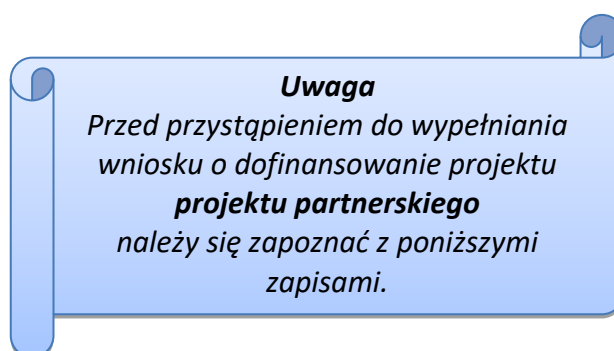 Uwaga
Przed przystąpieniem do wypełniania
wniosku o dofinansowanie projektu
projektu partnerskiego
należy się zapoznać z poniższymi
zapisami.